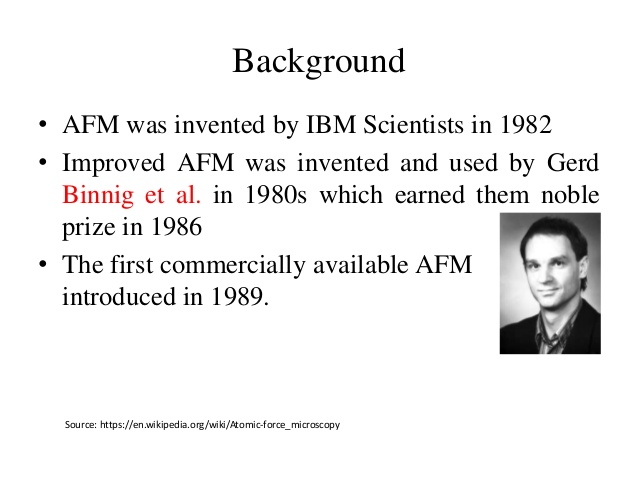 Background
• AFM was invented by IBM Scientists in 1982
• Improved AFM was invented and used by Gerd
Binnig et al. in 1980s which earned them noble
prize in 1986
• The first commercially available AFM
introduced in 1989.
Source: https://en.wikipedia.org/wiki/Atomic-force_microscopy